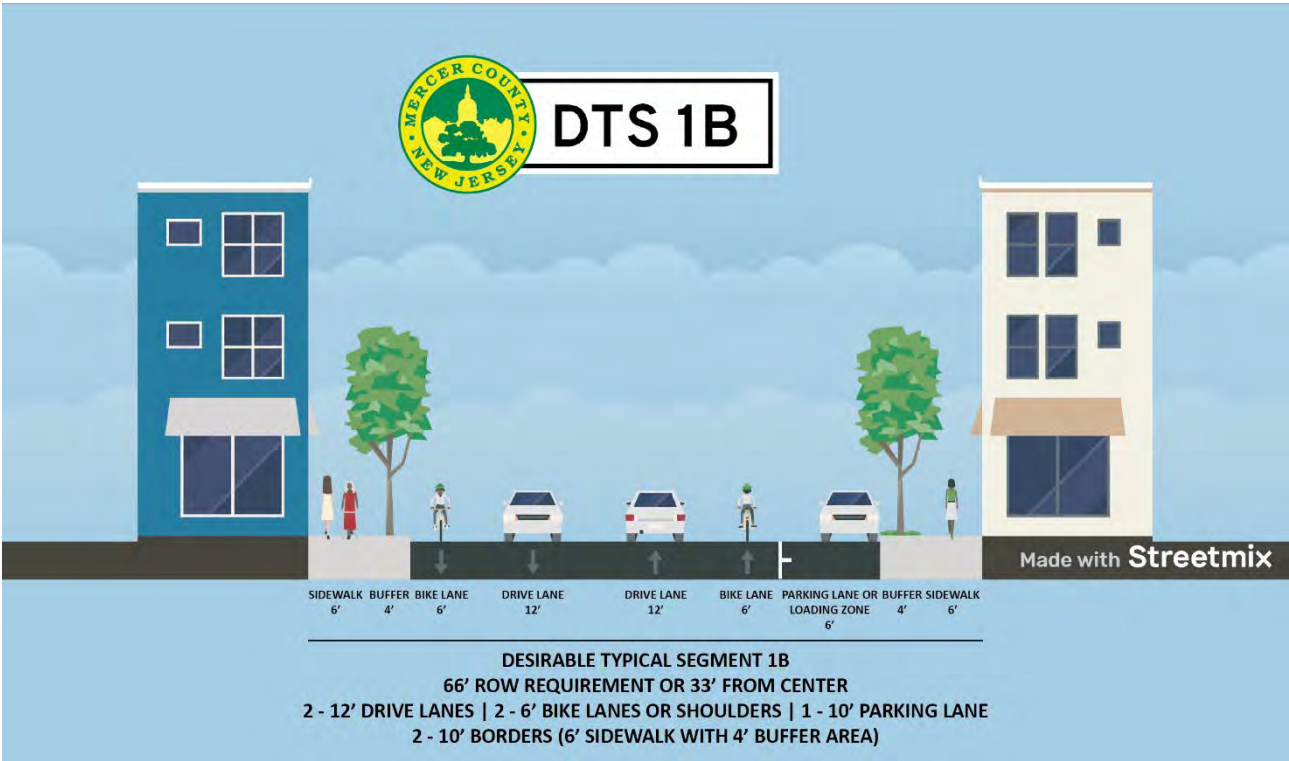 MERCER COUNTY
NEW JERSEY
DTS 1B
Made with Streetmix
SIDEWALK BUFFER BIKE LANE DRIVE LANE DRIVE LANE BIKE LANE PARKING LANE OR BUFFER SIDEWALK
6' 4' 6' 12' 12' 6' LOADING ZONE 4' 6'
6'
DESIRABLE TYPICAL SEGMENT 1B
66' ROW REQUIREMENT OR 33' FROM CENTER
2 - 12' DRIVE LANES | 2 - 6' BIKE LANES OR SHOULDERS | 1 - 10' PARKING LANE
2 - 10' BORDERS (6' SIDEWALK WITH 4' BUFFER AREA)